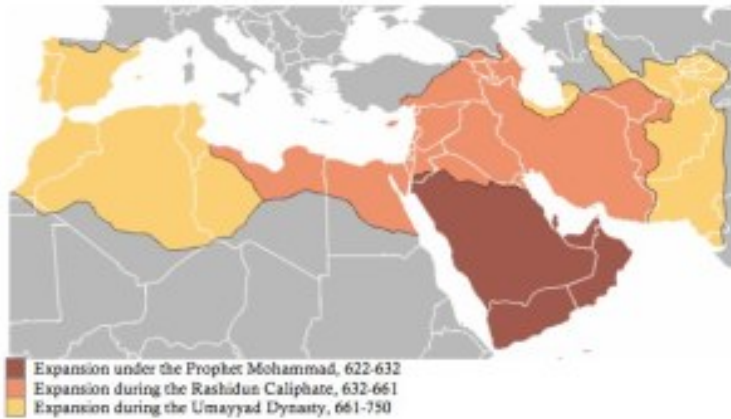 Expansion under the Prophet Mohammad, 622-632
Expansion during the Rashidun Caliphate, 632-661
Expansion during the Umayyad Dynasty, 661-750